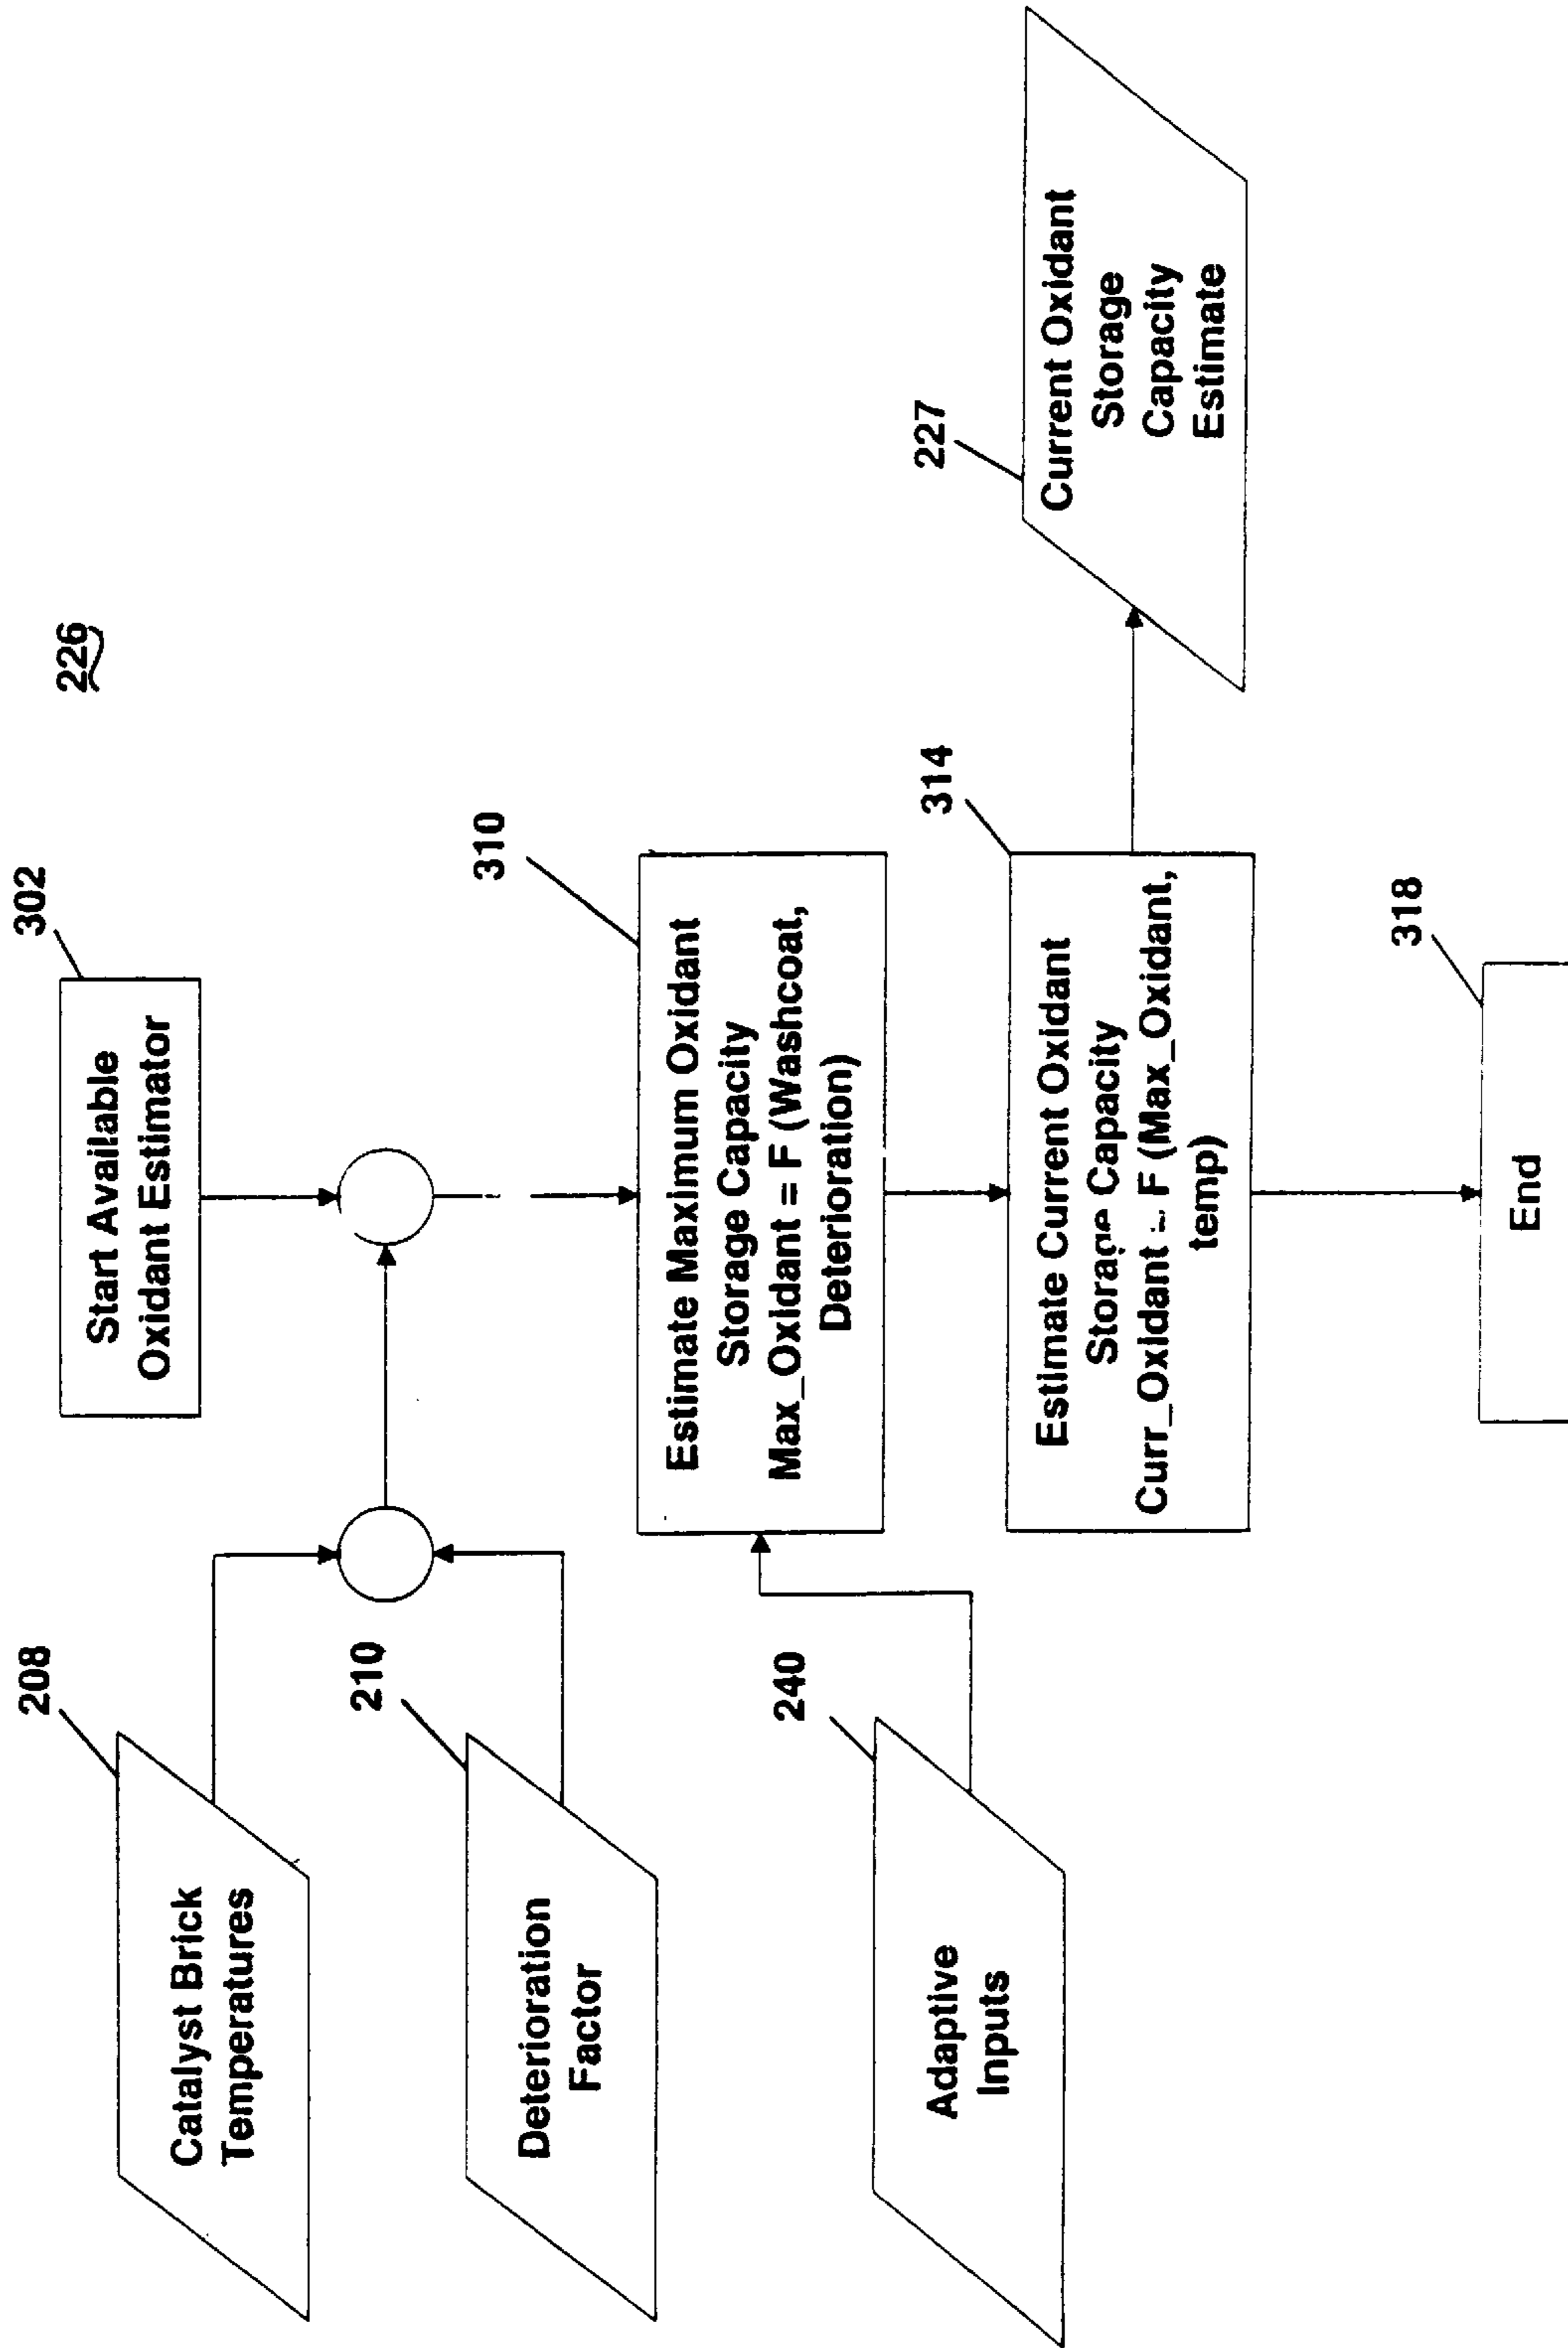 226
302
Start Available
Oxidant Estimator
208
Catalyst Brick
Temperatures
210
Deterioration
Factor
310
Estimate Maximum Oxidant
Storage Capacity
Max_Oxidant = F (Washcoat,
Deterioration)
240
Adaptive
Inputs
314
Estimate Current Oxidant
Storage Capacity
Curr_Oxidant = F (Max_Oxidant,
temp)
227
Current Oxidant
Storage
Capacity
Estimate
318
End